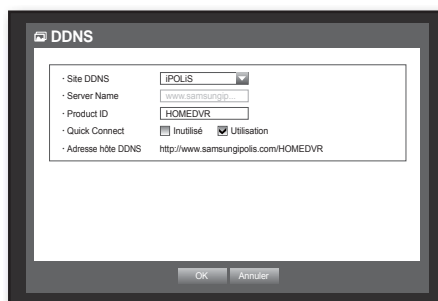 DDNS
· Site DDNS iPOLiS
· Server Name www.samsungip...
· Product ID HOMEDVR
· Quick Connect Inutilisé Utilisation
· Adresse hôte DDNS http://www.samsungipolis.com/HOMEDVR
OK Annuler